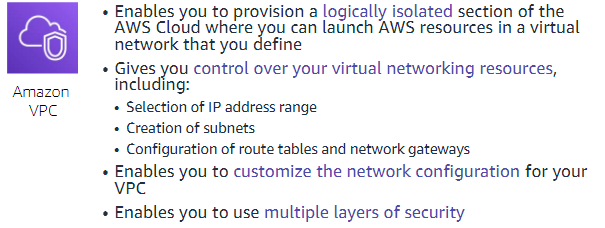 Amazon
VPC
• Enables you to provision a logically isolated section of the
AWS Cloud where you can launch AWS resources in a virtual
network that you define
• Gives you control over your virtual networking resources,
including:
• Selection of IP address range
• Creation of subnets
• Configuration of route tables and network gateways
• Enables you to customize the network configuration for your
VPC
• Enables you to use multiple layers of security